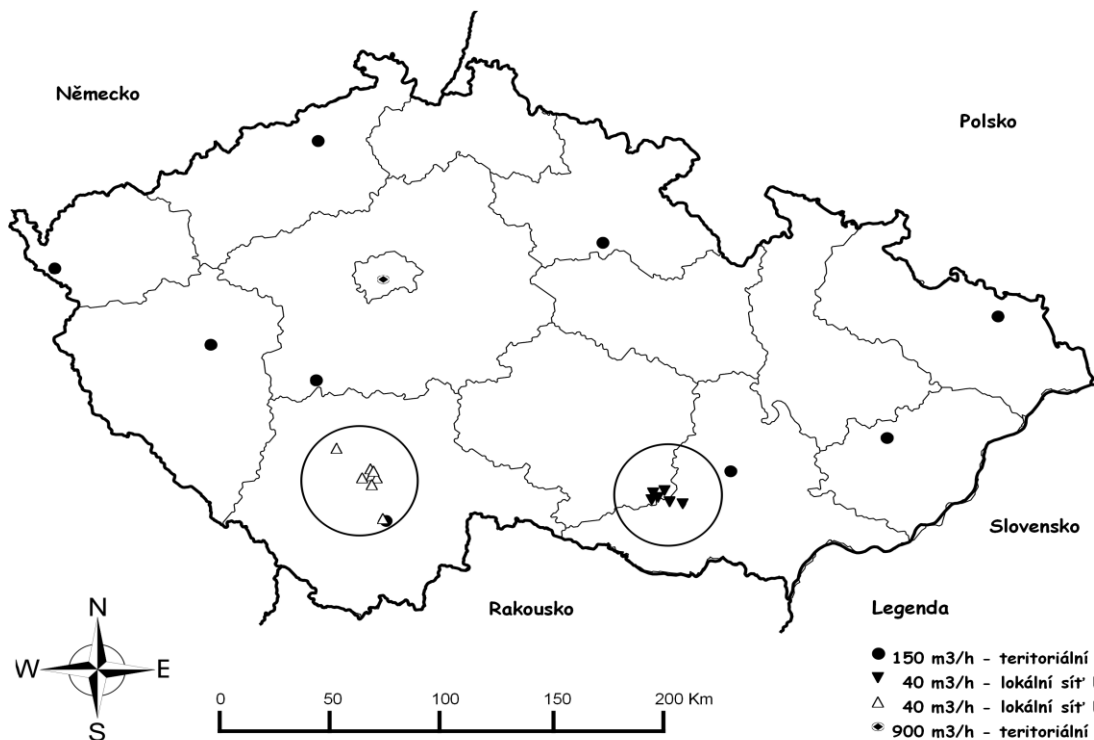 Německo
Polsko
Slovensko
Rakousko
N
W
E
S
0
50
100
150
200 Km
Legenda
150 m3/h - teritoriální
40 m3/h - lokální síť
40 m3/h - lokální síť
900 m3/h - teritoriální